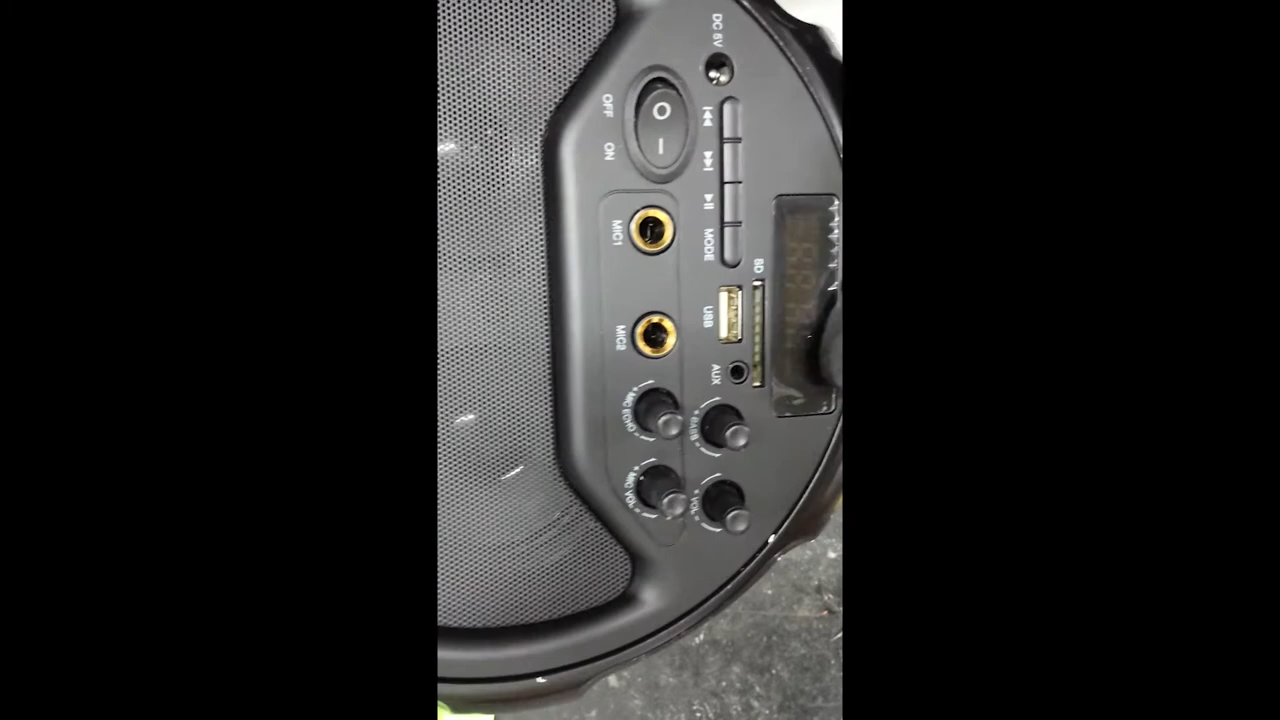 DC 5V
OFF
O
I
ON
MODE
MIC1
MIC2
SD
USB
AUX
MIC ECHO
BASS
MIC VOL
VOL